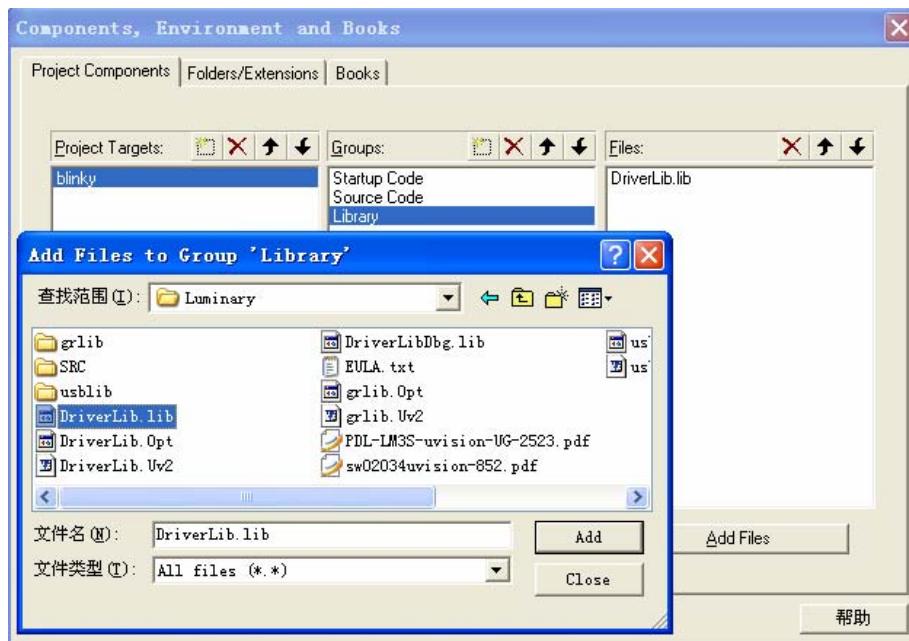 Components, Environment and Books
Project Components Folders/Extensions Books
Project Targets: Groups: Files:
blinky Startup Code DriverLib.lib
Source Code
Library
Add Files to Group 'Library'
查找范围(I): Luminary
grlib DriverLibDbg.lib us
SRC EULA.txt us
usblib grlib.Opt
DriverLib.lib grlib.Uv2
DriverLib.Opt PDL-LM3S-uvision-UG-2523.pdf
DriverLib.Uv2 sw02034uvision-852.pdf
文件名(N): DriverLib.lib Add Add Files
文件类型(T): All files (*.*) Close
帮助